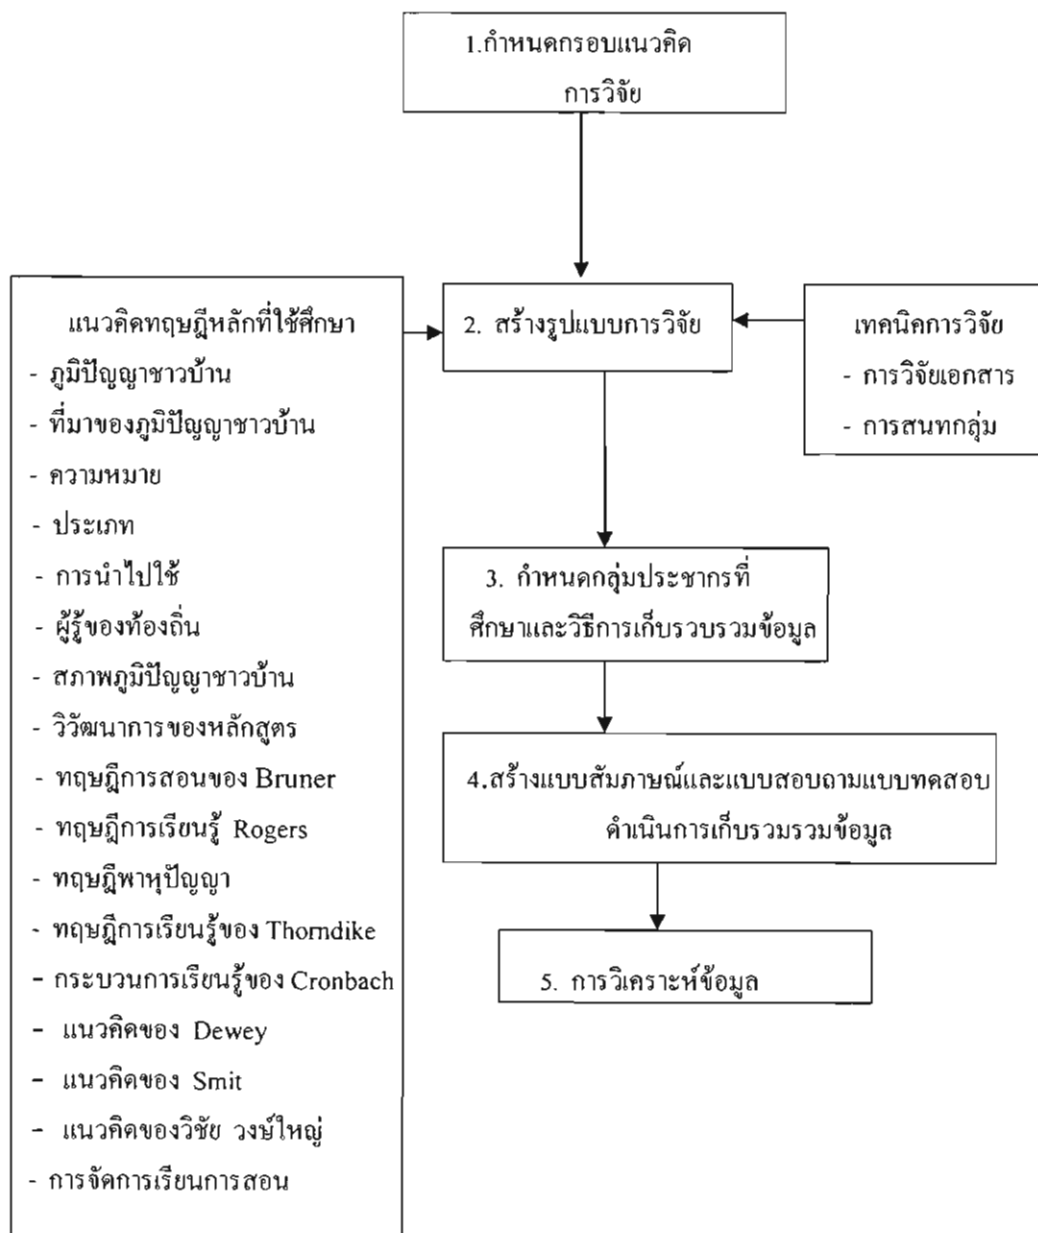 1.กำหนดกรอบแนวคิด
การวิจัย
แนวคิดทฤษฎีหลักที่ใช้ศึกษา
- ภูมิปัญญาชาวบ้าน
- ที่มาของภูมิปัญญาชาวบ้าน
- ความหมาย
- ประเภท
- การนำไปใช้
- ผู้รู้ของท้องถิ่น
- สภาพภูมิปัญญาชาวบ้าน
- วิวัฒนาการของหลักสูตร
- ทฤษฎีการสอนของ Bruner
- ทฤษฎีการเรียนรู้ Rogers
- ทฤษฎีพาหุปัญญา
- ทฤษฎีการเรียนรู้ของ Thorndike
- กระบวนการเรียนรู้ของ Cronbach
- แนวคิดของ Dewey
- แนวคิดของ Smit
- แนวคิดของวิชัย วงษ์ใหญ่
- การจัดการเรียนการสอน
2. สร้างรูปแบบการวิจัย
เทคนิคการวิจัย
- การวิจัยเอกสาร
- การสนทกลุ่ม
3. กำหนดกลุ่มประชากรที่
ศึกษาและวิธีการเก็บรวบรวมข้อมูล
4.สร้างแบบสัมภาษณ์และแบบสอบถามแบบทดสอบ
ดำเนินการเก็บรวมรวมข้อมูล
5. การวิเคราะห์ข้อมูล